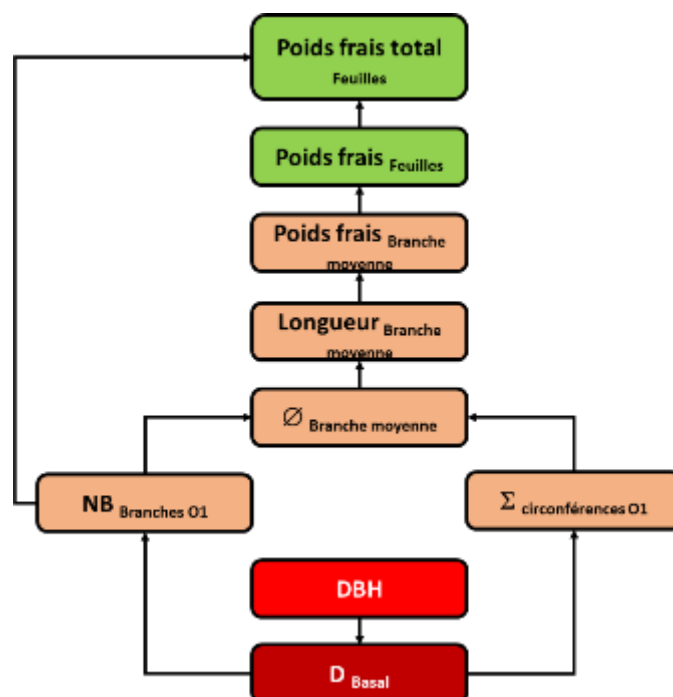 Poids frais total
Feuilles
Poids frais Feuilles
Poids frais Branche
moyenne
Longueur Branche
moyenne
∅ Branche moyenne
NB Branches O1
Σ circonférences O1
DBH
D Basal